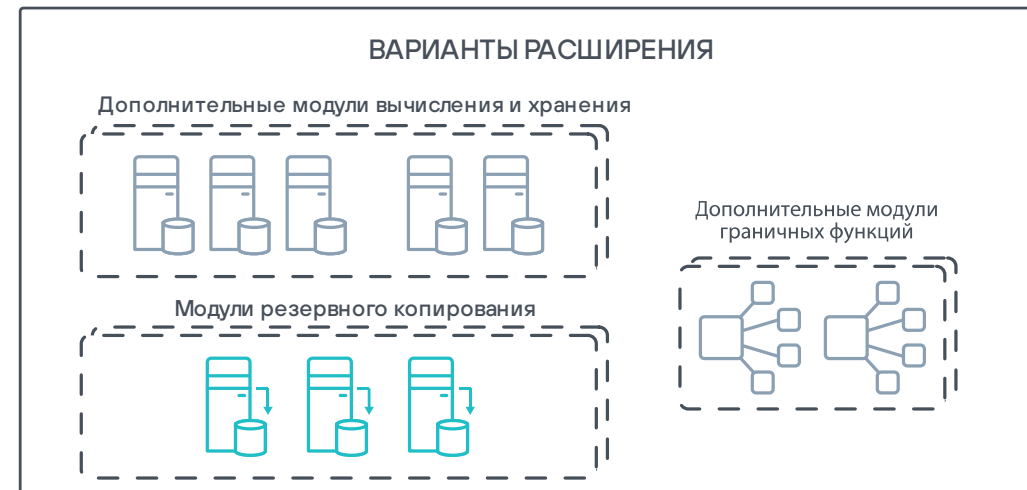 ВАРИАНТЫ РАСШИРЕНИЯ
Дополнительные модули вычисления и хранения
Дополнительные модули
граничных функций
Модули резервного копирования